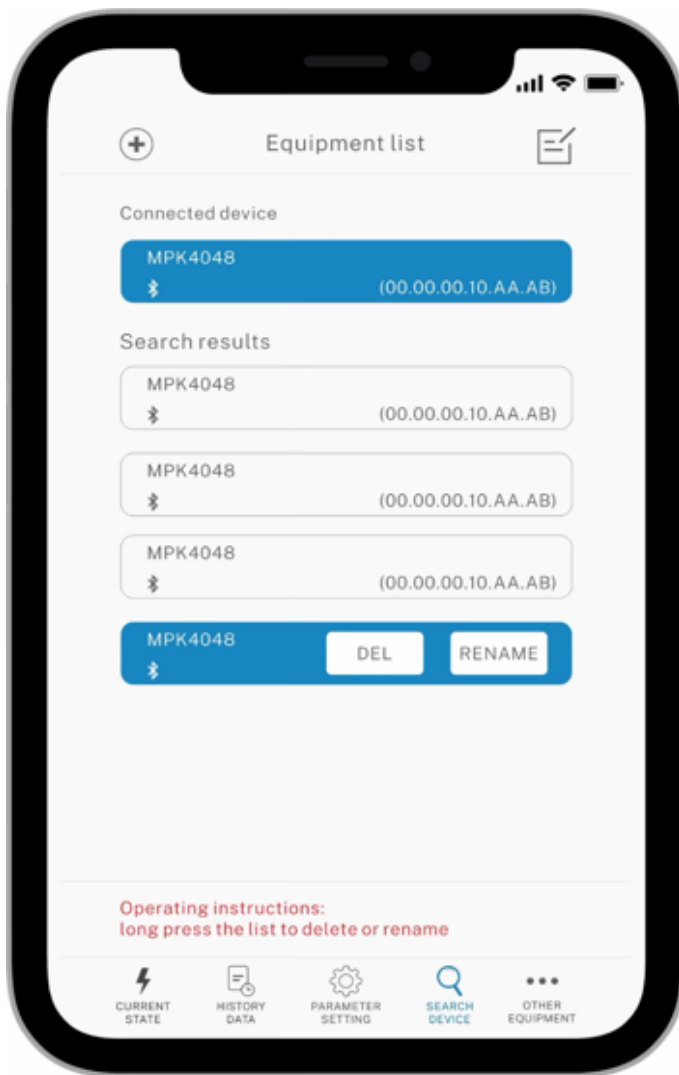 Equipment list
Connected device
MPK4048
(00.00.00.10.AA.AB)
Search results
MPK4048
(00.00.00.10.AA.AB)
MPK4048
(00.00.00.10.AA.AB)
MPK4048
(00.00.00.10.AA.AB)
MPK4048
DEL RENAME
Operating instructions:
long press the list to delete or rename
CURRENT STATE
HISTORY DATA
PARAMETER SETTING
SEARCH DEVICE
OTHER EQUIPMENT